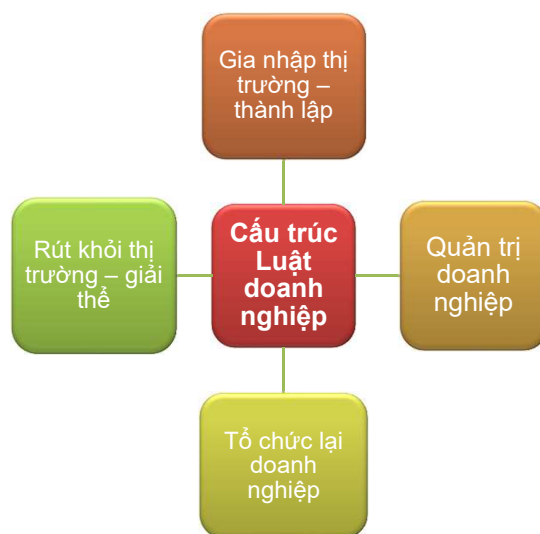 Gia nhập thị
trường –
thành lập
Rút khỏi thị
trường – giải
thể
Cấu trúc
Luật
doanh
nghiệp
Quản trị
doanh
nghiệp
Tổ chức lại
doanh
nghiệp